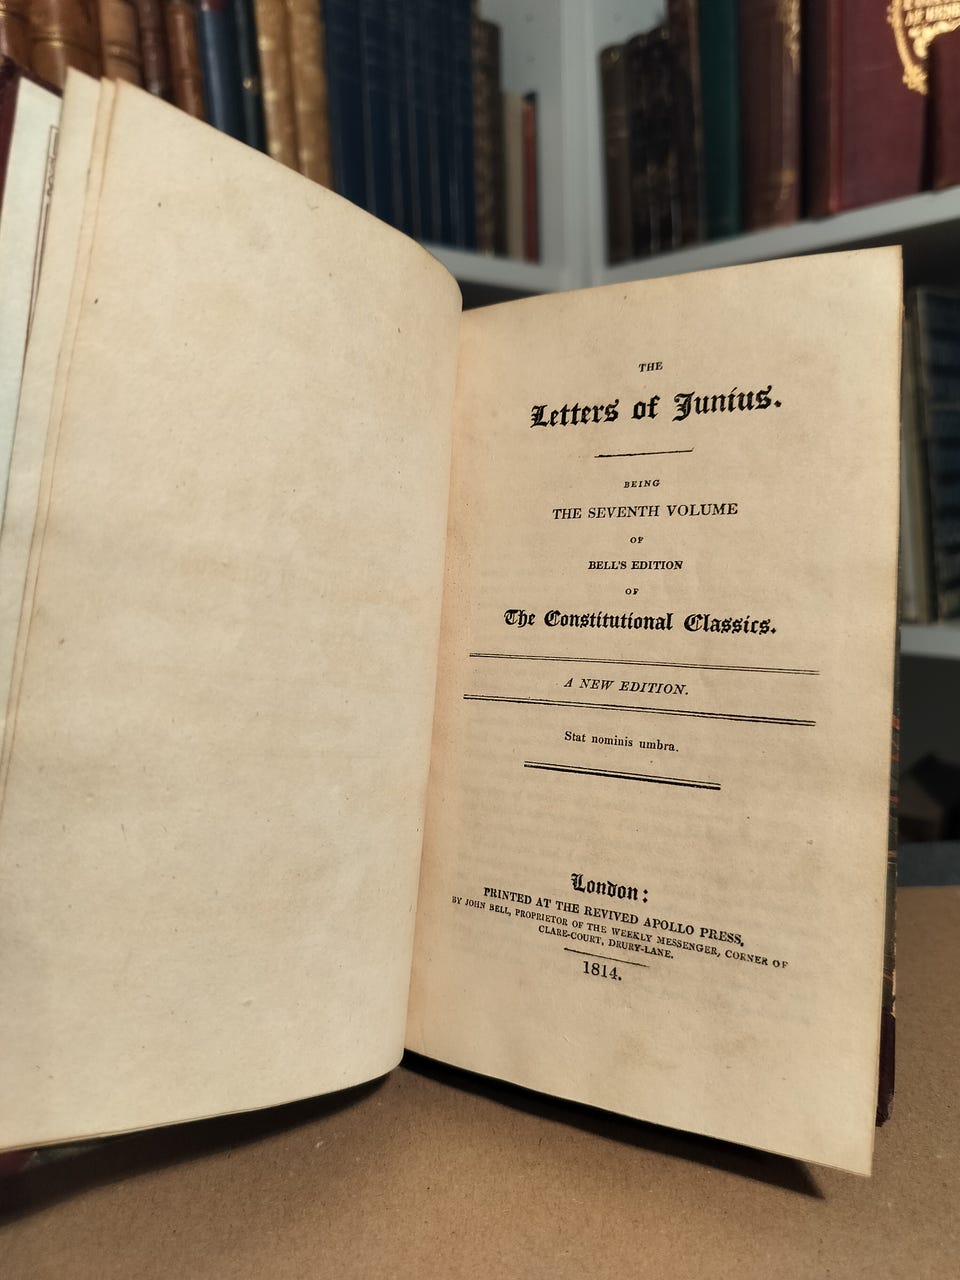 THE
Letters of Junius.
BEING
THE SEVENTH VOLUME
OF
BELL'S EDITION
OF
The Constitutional Classics.
A NEW EDITION.
Stat nominis umbra.
London:
PRINTED AT THE REVIVED APOLLO PRESS,
BY JOHN BELL, PROPRIETOR OF THE WEEKLY MESSENGER, CORNER OF
CLARE-COURT, DRURY-LANE.
1814.